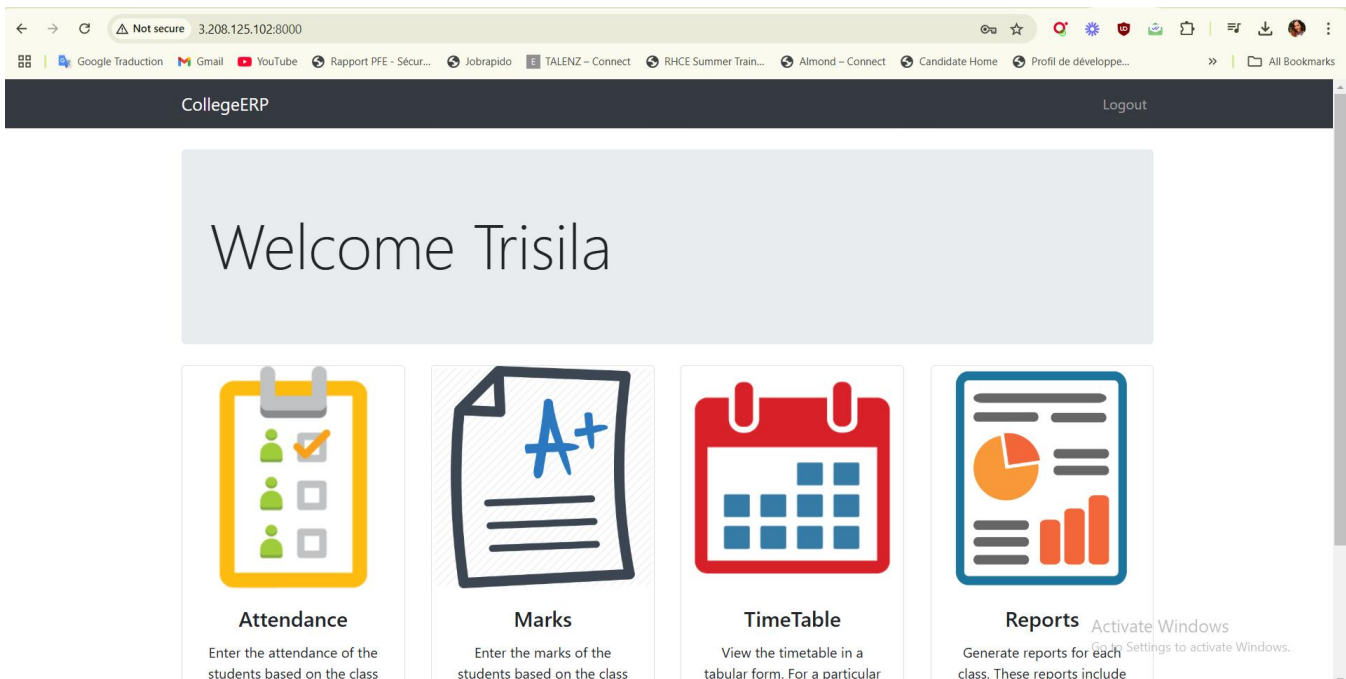 Not secure 3.208.125.102:8000
Google Traduction Gmail YouTube Rapport PFE - Sécur... Jobrapido E TALENZ – Connect RHCE Summer Train... Almond – Connect Candidate Home Profil de développe... » All Bookmarks
CollegeERP Logout
Welcome Trisila
A+
Attendance
Enter the attendance of the
students based on the class
Marks
Enter the marks of the
students based on the class
TimeTable
View the timetable in a
tabular form. For a particular
Reports
Generate reports for each
class. These reports include
Activate Windows
Go to Settings to activate Windows.